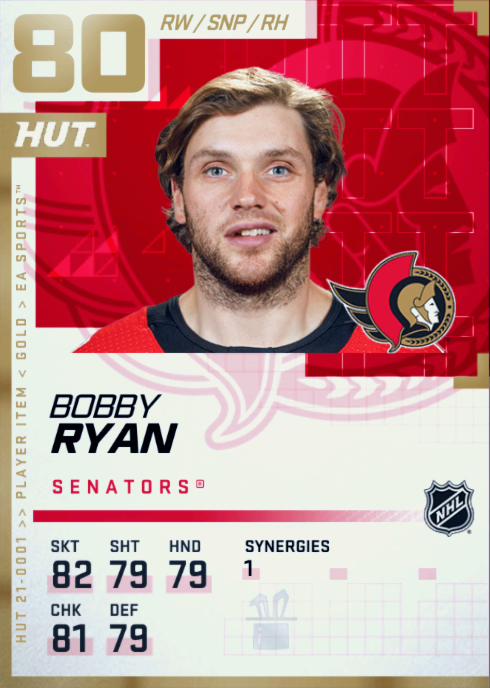 80
RW / SNP / RH
HUT™
HUT 21-0001 >> PLAYER ITEM < GOLD > EA SPORTS™
BOBBY
RYAN
SENATORS®
NHL
SKT SHT HND SYNERGIES
82 79 79 1
CHK DEF
81 79